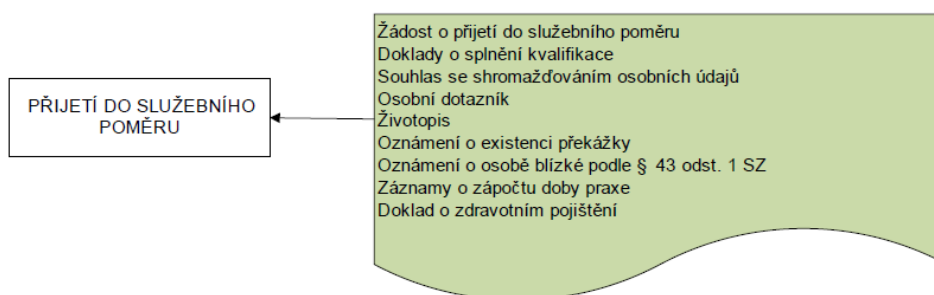 PŘIJETÍ DO SLUŽEBNÍHO
POMĚRU
Žádost o přijetí do služebního poměru
Doklady o splnění kvalifikace
Souhlas se shromažďováním osobních údajů
Osobní dotazník
Životopis
Oznámení o existenci překážky
Oznámení o osobě blízké podle § 43 odst. 1 SZ
Záznamy o zápočtu doby praxe
Doklad o zdravotním pojištění